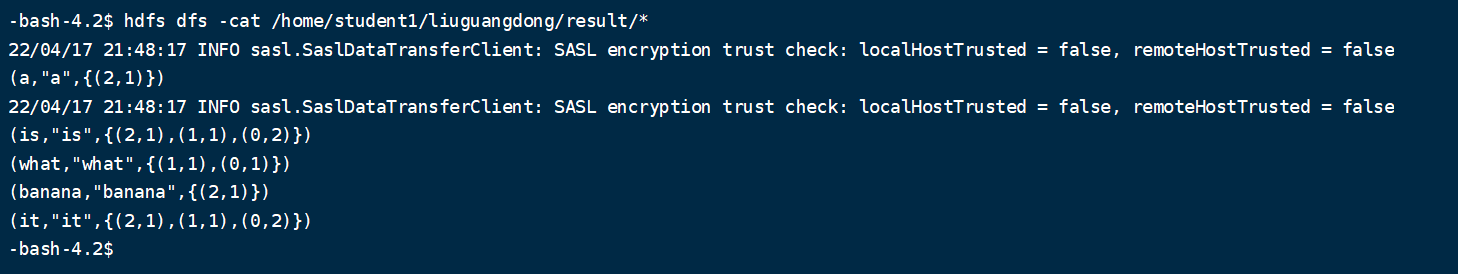 -bash-4.2$ hdfs dfs -cat /home/student1/liuguangdong/result/*
22/04/17 21:48:17 INFO sasl.SaslDataTransferClient: SASL encryption trust check: localHostTrusted = false, remoteHostTrusted = false
(a,"a",{(2,1)})
22/04/17 21:48:17 INFO sasl.SaslDataTransferClient: SASL encryption trust check: localHostTrusted = false, remoteHostTrusted = false
(is,"is",{(2,1),(1,1),(0,2)})
(what,"what",{(1,1),(0,1)})
(banana,"banana",{(2,1)})
(it,"it",{(2,1),(1,1),(0,2)})
-bash-4.2$